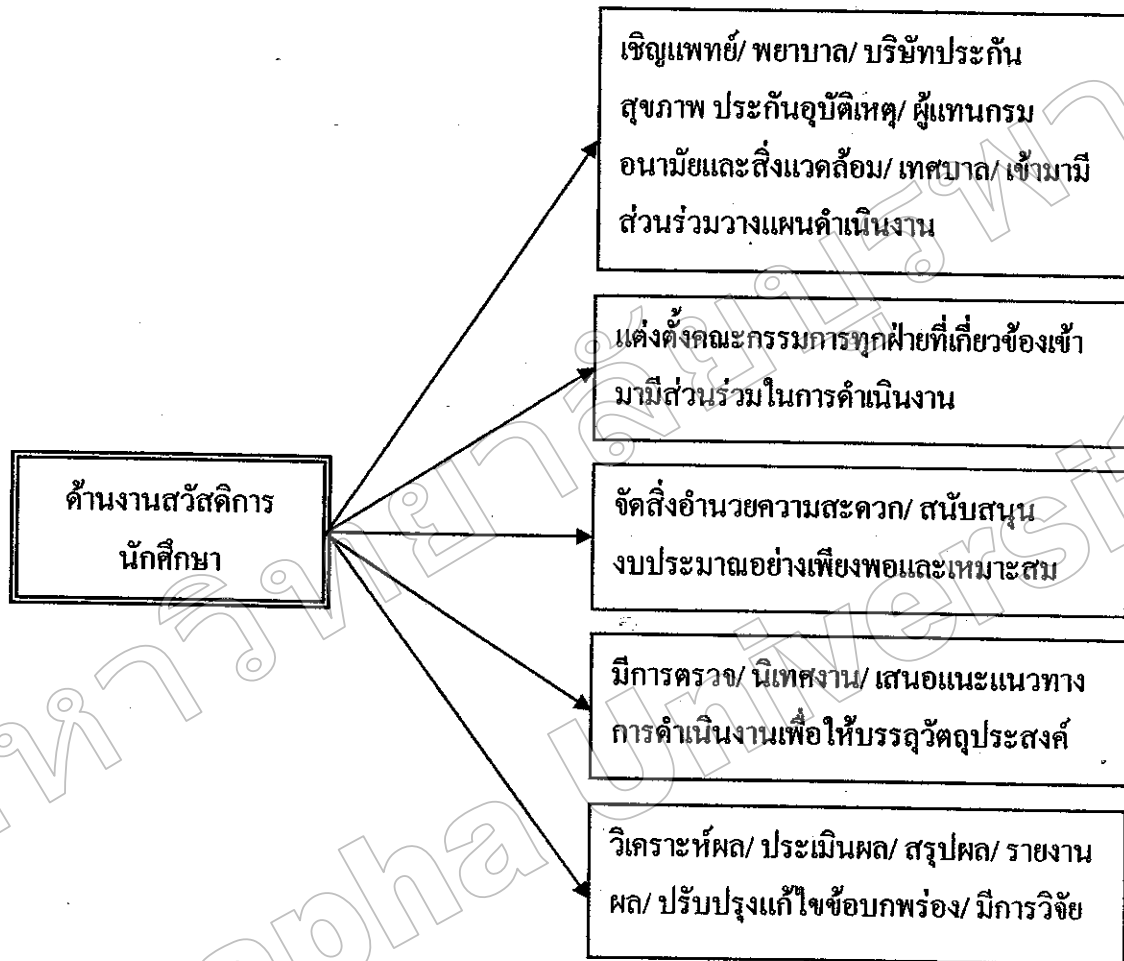 เชิญแพทย์/ พยาบาล/ บริษัทประกัน
สุขภาพ ประกันอุบัติเหตุ/ ผู้แทนกรม
อนามัยและสิ่งแวดล้อม/ เทศบาล/ เข้ามามี
ส่วนร่วมวางแผนดำเนินงาน
แต่งตั้งคณะกรรมการทุกฝ่ายที่เกี่ยวข้องเข้า
มามีส่วนร่วมในการดำเนินงาน
ด้านงานสวัสดิการ
นักศึกษา
จัดสิ่งอำนวยความสะดวก/ สนับสนุน
งบประมาณอย่างเพียงพอและเหมาะสม
มีการตรวจ/ นิเทศงาน/ เสนอแนะแนวทาง
การดำเนินงานเพื่อให้บรรลุวัตถุประสงค์
วิเคราะห์ผล/ ประเมินผล/ สรุปผล/ รายงาน
ผล/ ปรับปรุงแก้ไขข้อบกพร่อง/ มีการวิจัย